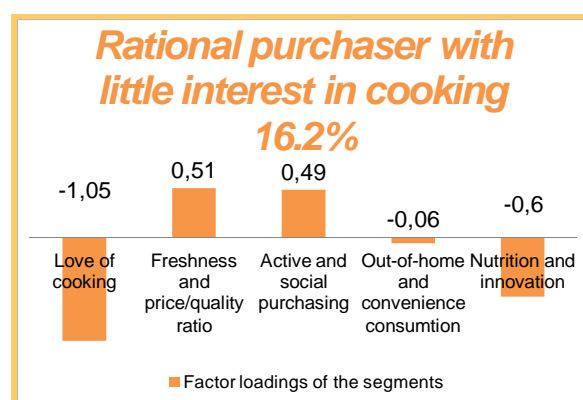 Rational purchaser with
little interest in cooking
16.2%
-1,05
0,51
0,49
-0,06
-0,6
Love of
cooking
Freshness
and
price/quality
ratio
Active and
social
purchasing
Out-of-home
and
convenience
consumtion
Nutrition and
innovation
Factor loadings of the segments